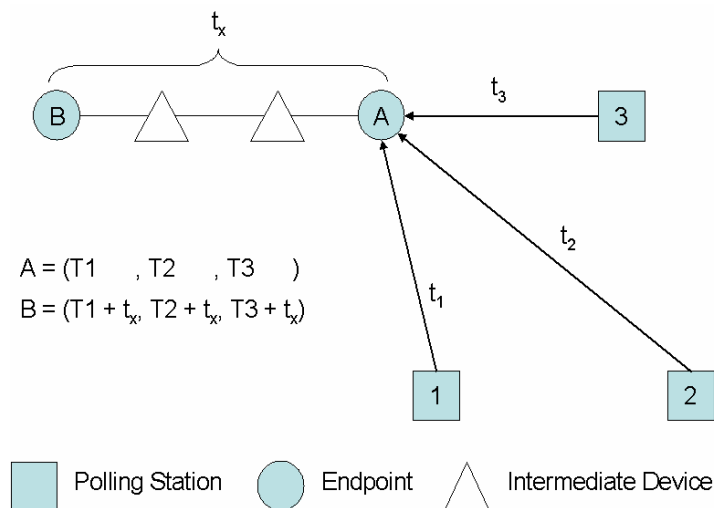 tx
B
A
t3
3
t2
A = (T1 , T2 , T3 )
t1
B = (T1 + tx, T2 + tx, T3 + tx)
1
2
Polling Station
Endpoint
Intermediate Device